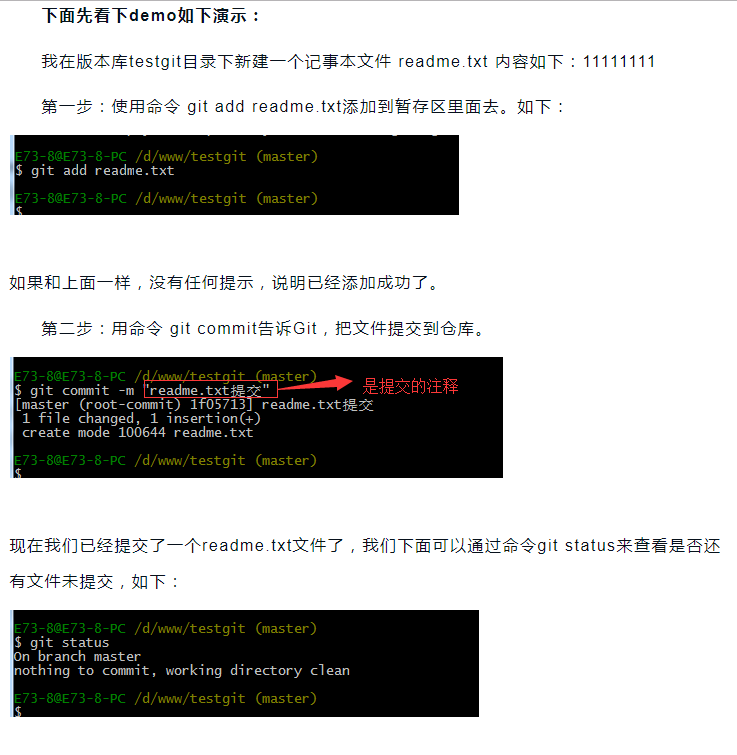 下面先看下demo如下演示：
我在版本库testgit目录下新建一个记事本文件 readme.txt 内容如下：11111111
第一步：使用命令 git add readme.txt添加到暂存区里面去。如下：
E73-8@E73-8-PC /d/www/testgit (master)
$ git add readme.txt
E73-8@E73-8-PC /d/www/testgit (master)
$
如果和上面一样，没有任何提示，说明已经添加成功了。
第二步：用命令 git commit告诉Git，把文件提交到仓库。
E73-8@E73-8-PC /d/www/testgit (master)
$ git commit -m "readme.txt提交" 是提交的注释
[master (root-commit) 1f05713] readme.txt提交
1 file changed, 1 insertion(+)
create mode 100644 readme.txt
E73-8@E73-8-PC /d/www/testgit (master)
$
现在我们已经提交了一个readme.txt文件了，我们下面可以通过命令git status来查看是否还
有文件未提交，如下：
E73-8@E73-8-PC /d/www/testgit (master)
$ git status
On branch master
nothing to commit, working directory clean
E73-8@E73-8-PC /d/www/testgit (master)
$